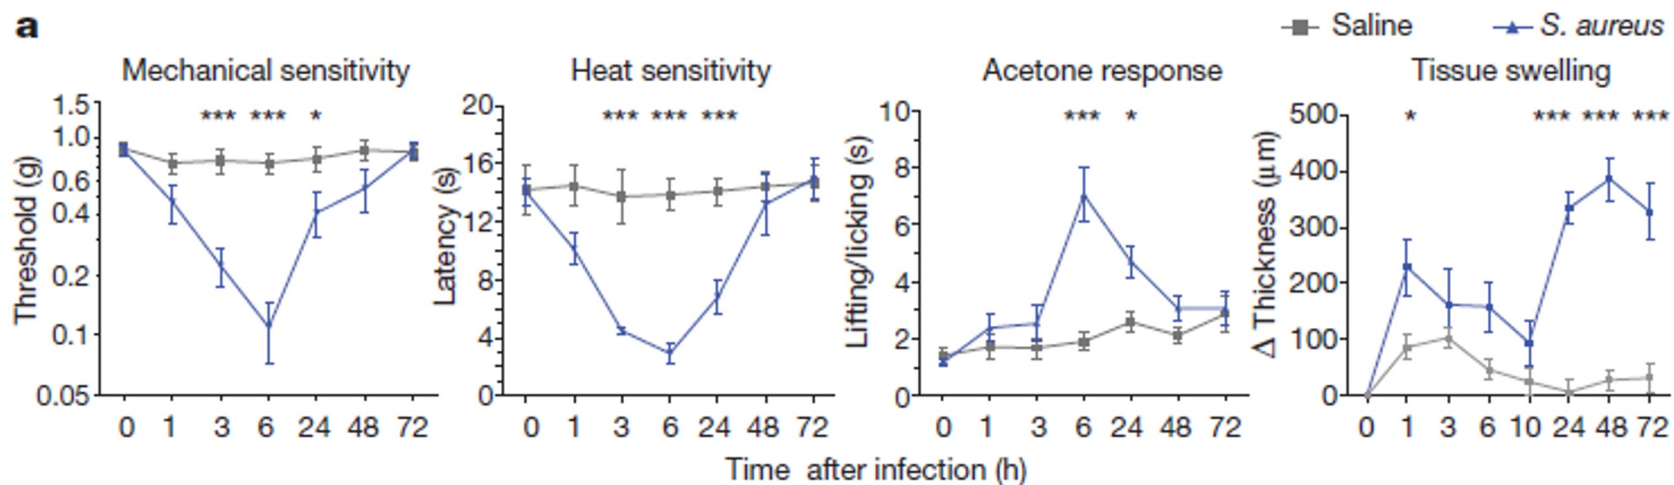 a
Saline
S. aureus
Mechanical sensitivity
Threshold (g)
1.5
1.0
0.6
0.4
0.2
0.1
0.05
*** *** *
0 1 3 6 24 48 72
Heat sensitivity
Latency (s)
20
16
12
8
4
0
*** *** ***
0 1 3 6 24 48 72
Acetone response
Lifting/licking (s)
10
8
6
4
2
0
*** *
0 1 3 6 24 48 72
Tissue swelling
Δ Thickness (μm)
500
400
300
200
100
0
* *** *** ***
0 1 3 6 10 24 48 72
Time after infection (h)